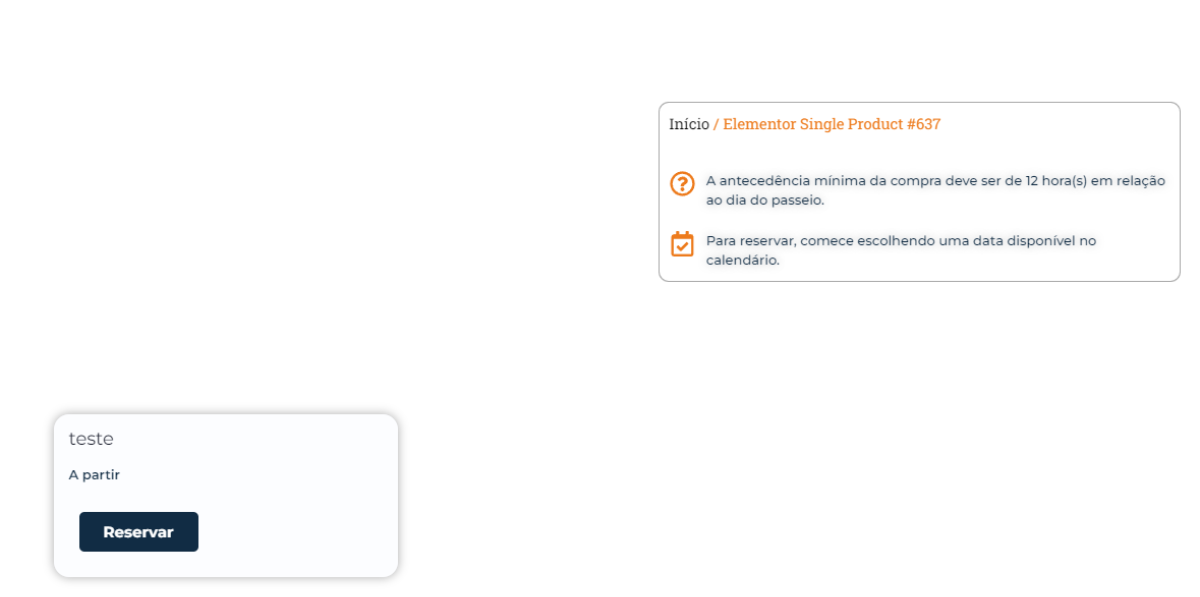 Início / Elementor Single Product #637
A antecedência mínima da compra deve ser de 12 hora(s) em relação
ao dia do passeio.
Para reservar, comece escolhendo uma data disponível no
calendário.
teste
A partir
Reservar